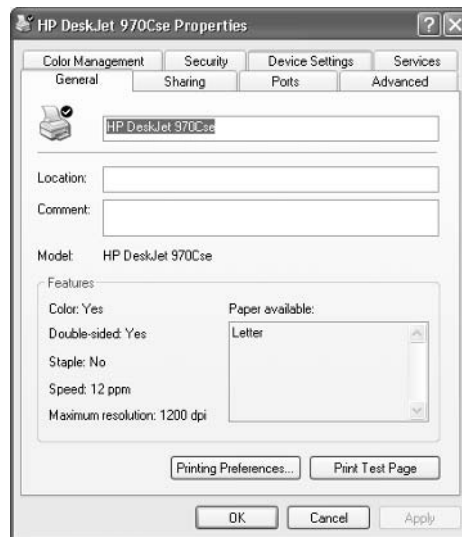 HP DeskJet 970Cse Properties
Color Management Security Device Settings Services
General Sharing Ports Advanced
HP DeskJet 970Cse
Location:
Comment:
Model: HP DeskJet 970Cse
Features
Color: Yes Paper available:
Double-sided: Yes Letter
Staple: No
Speed: 12 ppm
Maximum resolution: 1200 dpi
Printing Preferences... Print Test Page
OK Cancel Apply